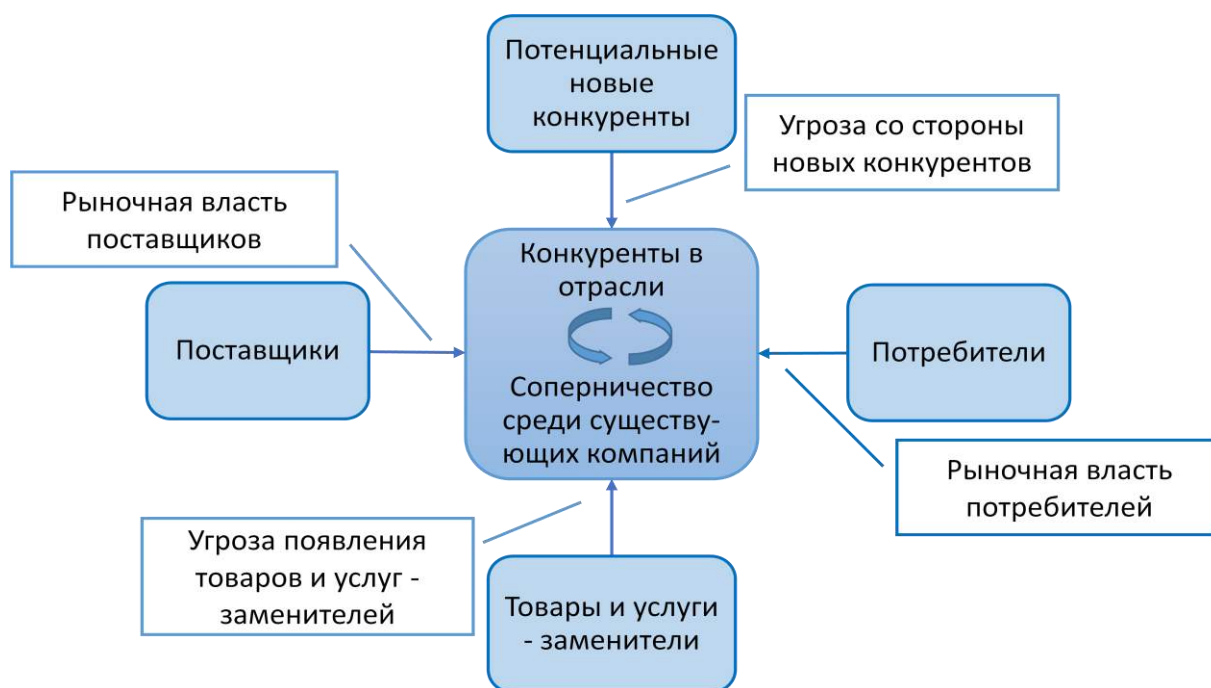 Потенциальные
новые
конкуренты
Угроза со стороны
новых конкурентов
Рыночная власть
поставщиков
Конкуренты в
отрасли
Поставщики
Потребители
Соперничество
среди существу-
ющих компаний
Рыночная власть
потребителей
Угроза появления
товаров и услуг -
заменителей
Товары и услуги
- заменители